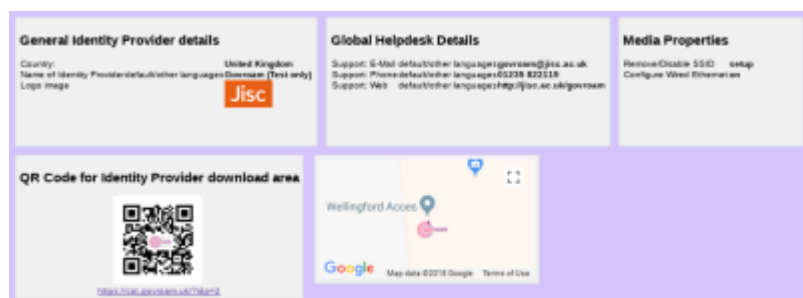 General Identity Provider details
Country: United Kingdom
Name of Identity Provider default/other languages Govroam (Test only)
Logo image
Jisc
Global Helpdesk Details
Support: E-Mail default/other languages govroam@jisc.ac.uk
Support: Phone default/other languages 01235 822115
Support: Web default/other languages http://jisc.ac.uk/govroam
Media Properties
Remove/Disable SSID setup
Configure Wired Ethernet on
QR Code for Identity Provider download area
Wellingford Acces
Google Map data ©2018 Google Terms of Use